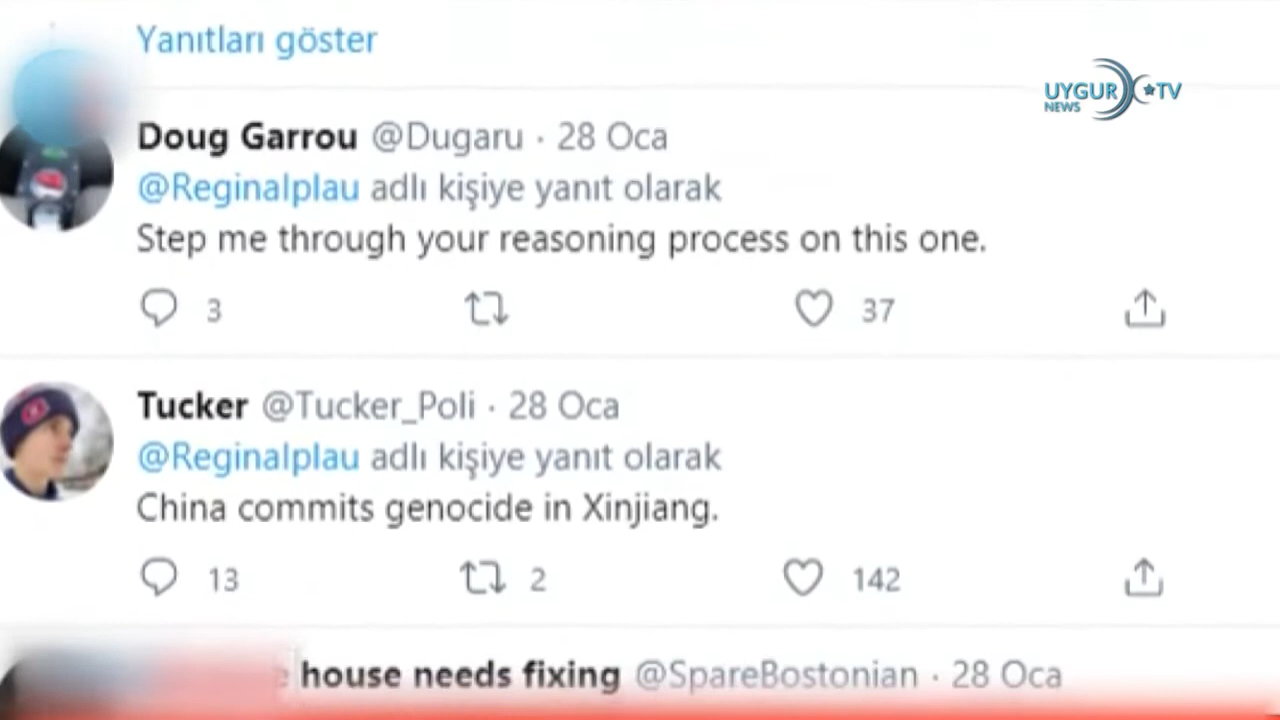 Yanıtları göster
UYGUR TV
NEWS
Doug Garrou @Dugaru · 28 Oca
@Reginalplau adlı kişiye yanıt olarak
Step me through your reasoning process on this one.
3 37
Tucker @Tucker_Poli · 28 Oca
@Reginalplau adlı kişiye yanıt olarak
China commits genocide in Xinjiang.
13 2 142
house needs fixing @SpareBostonian · 28 Oca